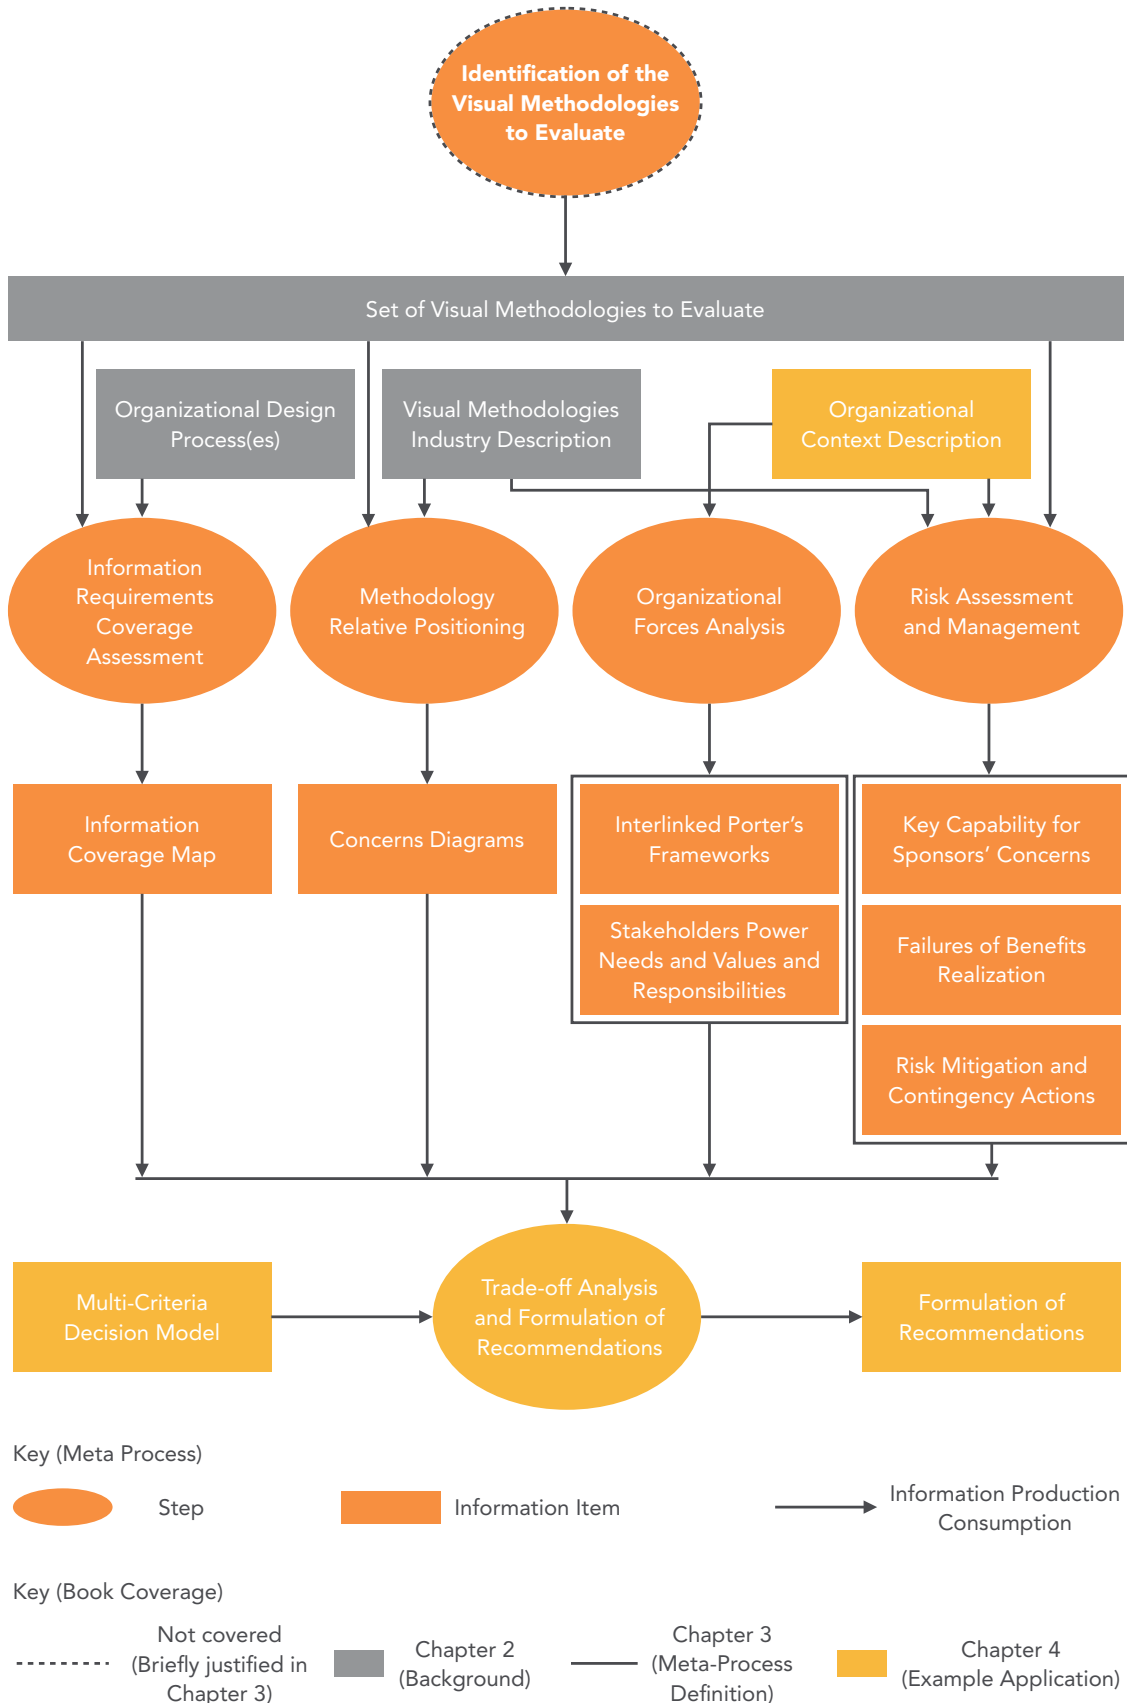 Identification of the
Visual Methodologies
to Evaluate
Set of Visual Methodologies to Evaluate
Organizational Design
Process(es)
Visual Methodologies
Industry Description
Organizational
Context Description
Information
Requirements
Coverage
Assessment
Methodology
Relative Positioning
Organizational
Forces Analysis
Risk Assessment
and Management
Information
Coverage Map
Concerns Diagrams
Interlinked Porter's
Frameworks
Stakeholders Power
Needs and Values and
Responsibilities
Key Capability for
Sponsors' Concerns
Failures of Benefits
Realization
Risk Mitigation and
Contingency Actions
Multi-Criteria
Decision Model
Trade-off Analysis
and Formulation of
Recommendations
Formulation of
Recommendations
Key (Meta Process)
Step
Information Item
Information Production
Consumption
Key (Book Coverage)
Not covered
(Briefly justified in
Chapter 3)
Chapter 2
(Background)
Chapter 3
(Meta-Process
Definition)
Chapter 4
(Example Application)